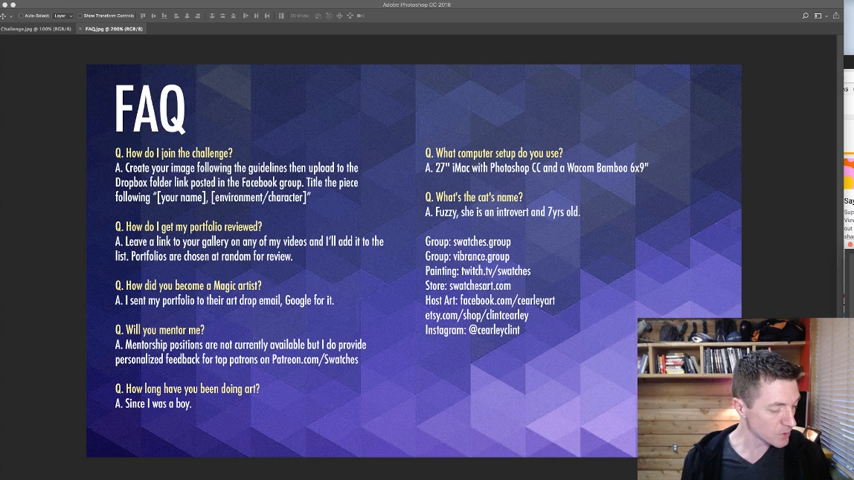 Adobe Photoshop CC 2018
Auto-Select: Layer Show Transform Controls
Challenge.jpg @ 100% (RGB/8) FAQ.jpg @ 200% (RGB/8)
FAQ
Q. How do I join the challenge?
A. Create your image following the guidelines then upload to the
Dropbox folder link posted in the Facebook group. Title the piece
following "[your name], [environment/character]"
Q. How do I get my portfolio reviewed?
A. Leave a link to your gallery on any of my videos and I'll add it to the
list. Portfolios are chosen at random for review.
Q. How did you become a Magic artist?
A. I sent my portfolio to their art drop email, Google for it.
Q. Will you mentor me?
A. Mentorship positions are not currently available but I do provide
personalized feedback for top patrons on Patreon.com/Swatches
Q. How long have you been doing art?
A. Since I was a boy.
Q. What computer setup do you use?
A. 27" iMac with Photoshop CC and a Wacom Bamboo 6x9"
Q. What's the cat's name?
A. Fuzzy, she is an introvert and 7yrs old.
Group: swatches.group
Group: vibrance.group
Painting: twitch.tv/swatches
Store: swatchesart.com
Host Art: facebook.com/cearleyart
etsy.com/shop/clintcearley
Instagram: @cearleyclint